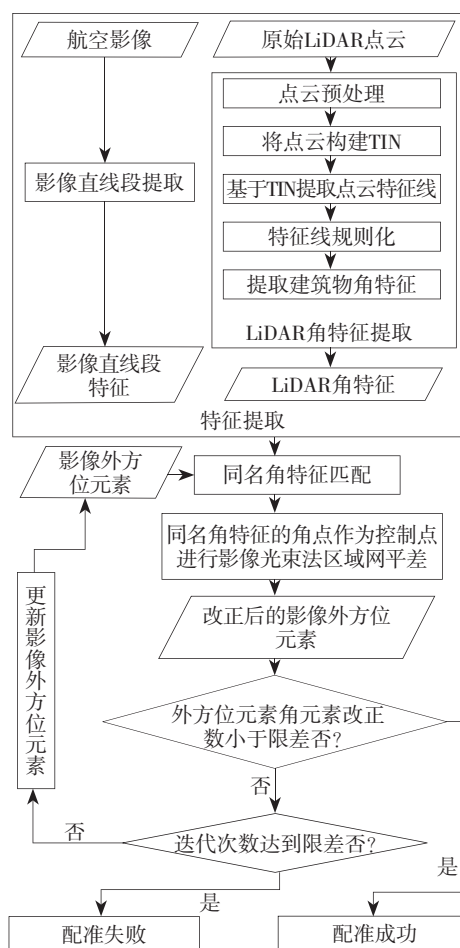 航空影像
原始LiDAR点云
点云预处理
将点云构建TIN
影像直线段提取
基于TIN提取点云特征线
特征线规则化
提取建筑物角特征
LiDAR角特征提取
影像直线段
特征
LiDAR角特征
特征提取
影像外方
位元素
同名角特征匹配
同名角特征的角点作为控制点
进行影像光束法区域网平差
更新影像外方位元素
改正后的影像外方位
元素
外方位元素角元素改正
数小于限差否?
否
迭代次数达到限差否?
否
是
是
配准失败
配准成功